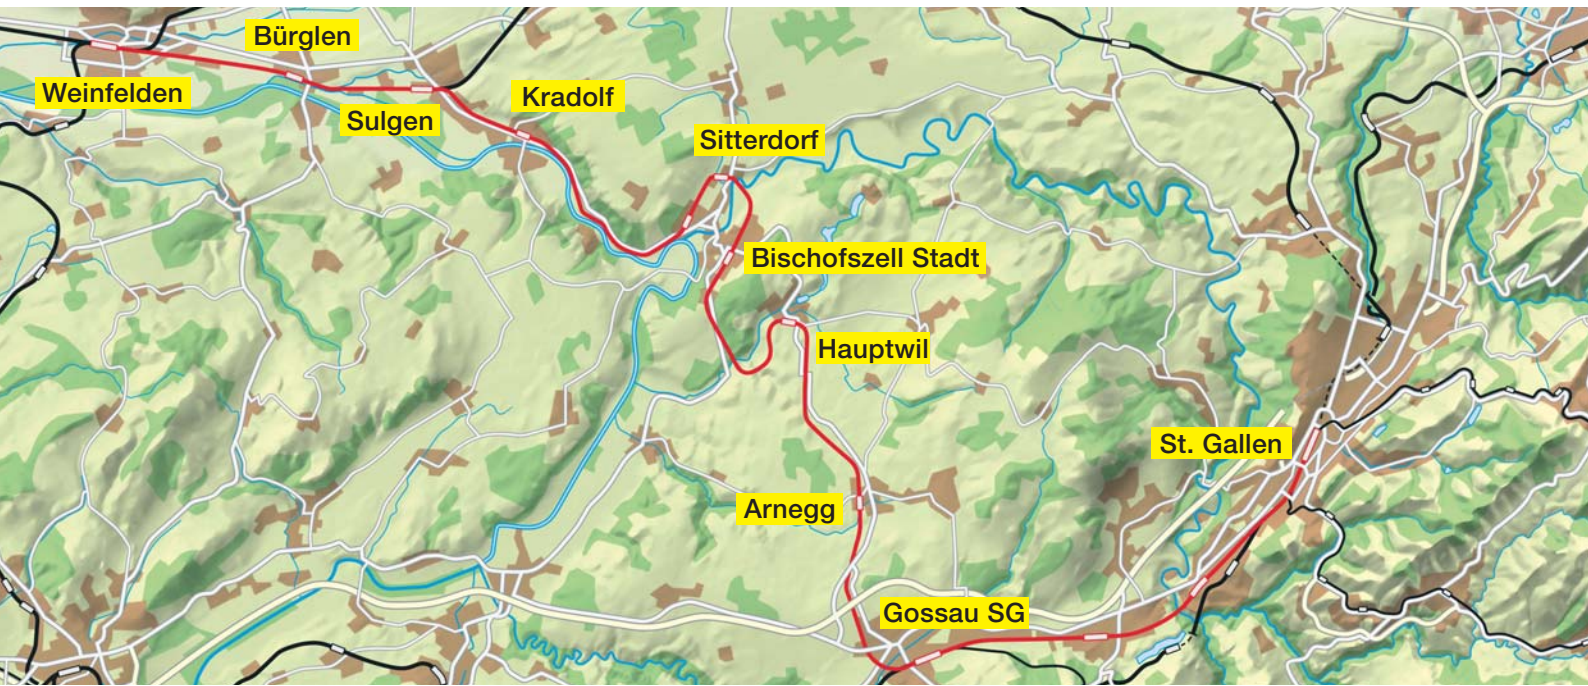 Bürglen
Weinfelden
Kradolf
Sulgen
Sitterdorf
Bischofszell Stadt
Hauptwil
St. Gallen
Arnegg
Gossau SG